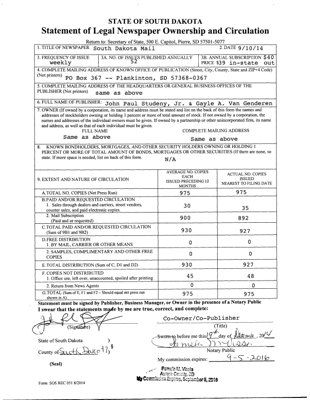 STATE OF SOUTH DAKOTA
Statement of Legal Newspaper Ownership and Circulation
Return to: Secretary of State, 500 E. Capitol, Pierre, SD 57501-5077
1. TITLE OF NEWSPAPER South Dakota Mail
2. DATE 9/10/14
3. FREQUENCY OF ISSUE
weekly
3A. NO. OF ISSUES PUBLISHED ANNUALLY
52
3B. ANNUAL SUBSCRIPTION $40
PRICE $39 in-state out
4. COMPLETE MAILING ADDRESS OF KNOWN OFFICE OF PUBLICATION (Street, City, County, State and ZIP+4 Code)
(Not printers) PO Box 367 -- Plankinton, SD 57368-0367
5. COMPLETE MAILING ADDRESS OF THE HEADQUARTERS OR GENERAL BUSINESS OFFICES OF THE
PUBLISHER (Not printers) same as above
6. FULL NAME OF PUBLISHER: John Paul Studeny, Jr. & Gayle A. Van Genderen
7. OWNER (If owned by a corporation, its name and address must be stated and list on the back of this form the names and
addresses of stockholders owning or holding 1 percent or more of total amount of stock. If not owned by a corporation, the
names and addresses of the individual owners must be given. If owned by a partnership or other unincorporated firm, its name
and address, as well as that of each individual must be given.
FULL NAME
COMPLETE MAILING ADDRESS
Same as above
Same as above
8. KNOWN BONDHOLDERS, MORTGAGES, AND OTHER SECURITY HOLDERS OWNING OR HOLDING 1
PERCENT OR MORE OF TOTAL AMOUNT OF BONDS, MORTGAGES OR OTHER SECURITIES (If there are none, so
state. If more space is needed, list on back of this form.
N/A
9. EXTENT AND NATURE OF CIRCULATION
AVERAGE NO. COPIES
EACH
ISSUED PRECEDING 12
MONTHS
ACTUAL NO. COPIES
ISSUED
NEAREST TO FILING DATE
A. TOTAL NO. COPIES (Net Press Run) 975 975
B. PAID AND/OR REQUESTED CIRCULATION
1. Sales through dealers and carriers, street vendors,
counter sales, and paid electronic copies 30 35
2. Mail Subscription
(Paid and/or requested) 900 892
C. TOTAL PAID AND/OR REQUESTED CIRCULATION
(Sum of 9B1 and 9B2) 930 927
D. FREE DISTRIBUTION
1. BY MAIL, CARRIER OR OTHER MEANS 0 0
2. SAMPLES, COMPLIMENTARY AND OTHER FREE
COPIES 0 0
E. TOTAL DISTRIBUTION (Sum of C, D1 and D2) 930 927
F. COPIES NOT DISTRIBUTED
1. Office use, left over, unaccounted, spoiled after printing 45 48
2. Return From News Agents 0 0
G. TOTAL (Sum of E, F1 and F2 - Should equal net press run
shown in A) 975 975
Statement must be signed by Publisher, Business Manager, or Owner in the presence of a Notary Public
I swear that the statements made by me are true, correct, and complete:
Co-Owner/Co-Publisher
(Signature)
(Title)
State of South Dakota )
Sworn to before me this day of 2014
County of )
§
Notary Public
(Seal)
My commission expires: 9-5-2016
Aurora County, SD
My Commission Expires September 5, 2016
Form: SOS REC 051 8/2014